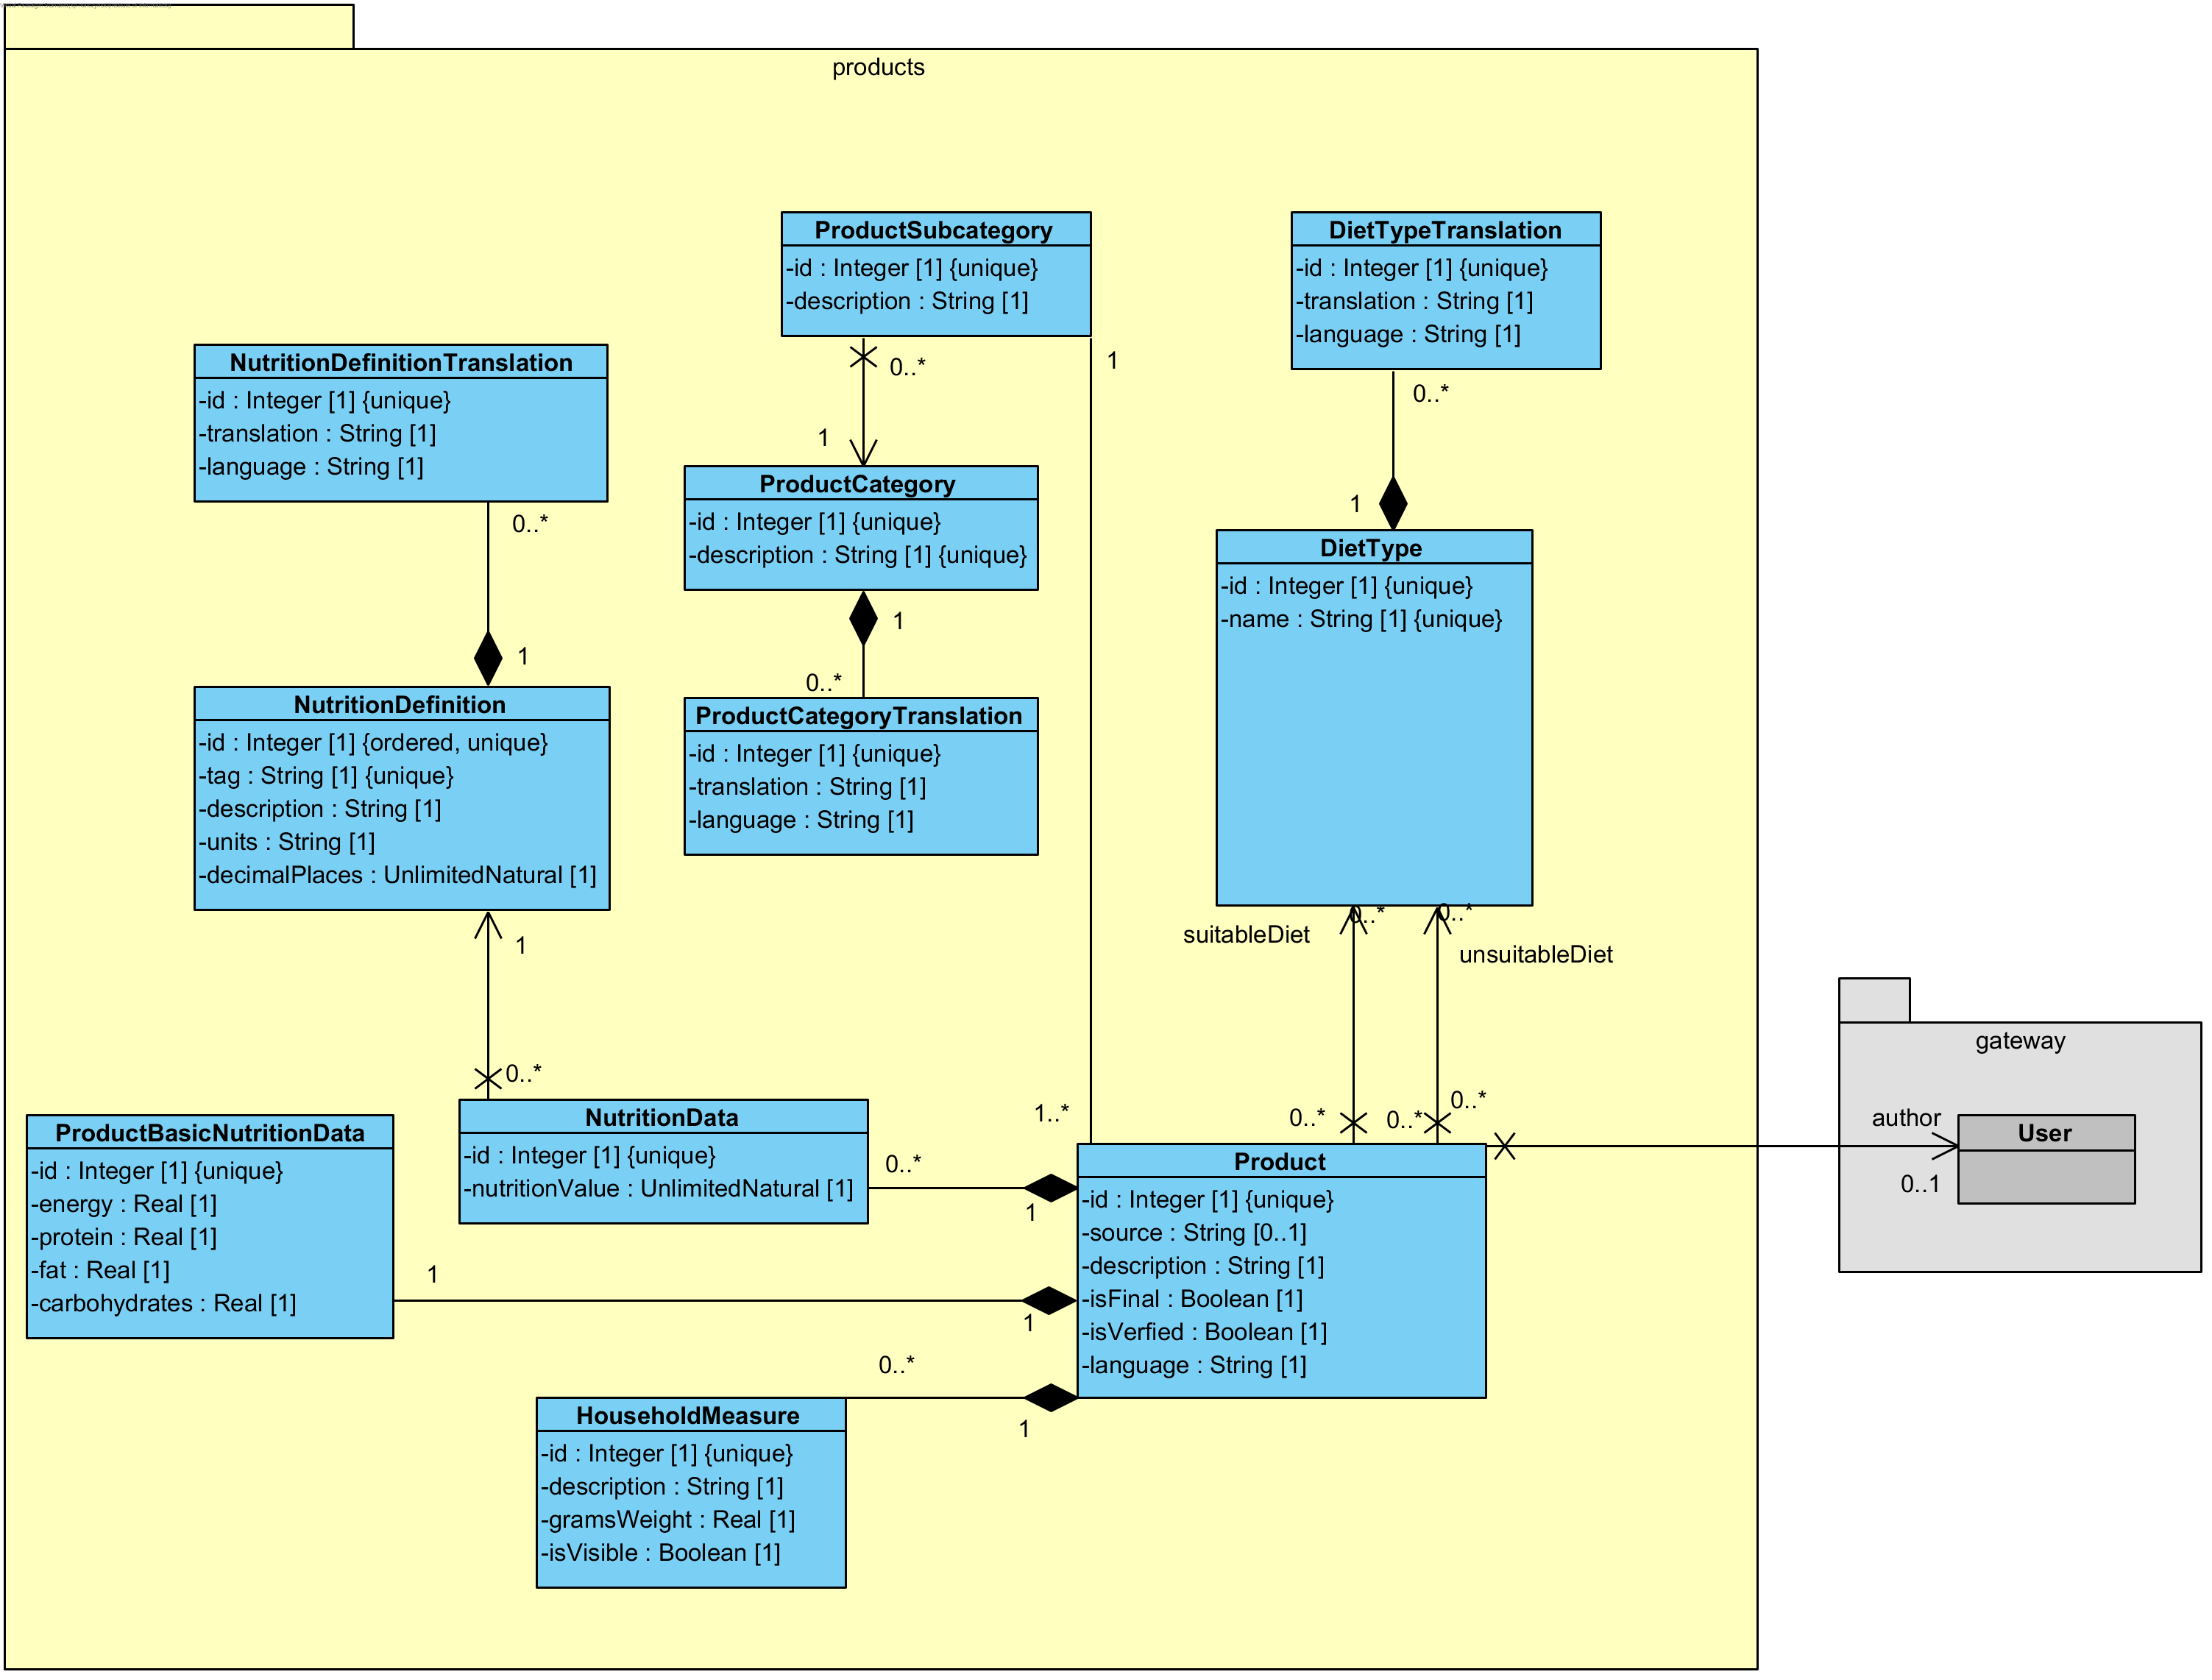 products
ProductSubcategory
-id : Integer [1] {unique}
-description : String [1]
DietTypeTranslation
-id : Integer [1] {unique}
-translation : String [1]
-language : String [1]
NutritionDefinitionTranslation
-id : Integer [1] {unique}
-translation : String [1]
-language : String [1]
1
0..*
0..*
1
ProductCategory
-id : Integer [1] {unique}
-description : String [1] {unique}
0..*
1
DietType
-id : Integer [1] {unique}
-name : String [1] {unique}
1
1
0..*
NutritionDefinition
-id : Integer [1] {ordered, unique}
-tag : String [1] {unique}
-description : String [1]
-units : String [1]
-decimalPlaces : UnlimitedNatural [1]
ProductCategoryTranslation
-id : Integer [1] {unique}
-translation : String [1]
-language : String [1]
0..*
0..*
suitableDiet
unsuitableDiet
1
0..*
gateway
author
User
0..1
ProductBasicNutritionData
-id : Integer [1] {unique}
-energy : Real [1]
-protein : Real [1]
-fat : Real [1]
-carbohydrates : Real [1]
NutritionData
-id : Integer [1] {unique}
-nutritionValue : UnlimitedNatural [1]
1..*
0..*
0..*
0..*
0..*
1
Product
-id : Integer [1] {unique}
-source : String [0..1]
-description : String [1]
-isFinal : Boolean [1]
-isVerfied : Boolean [1]
-language : String [1]
1
1
0..*
1
HouseholdMeasure
-id : Integer [1] {unique}
-description : String [1]
-gramsWeight : Real [1]
-isVisible : Boolean [1]